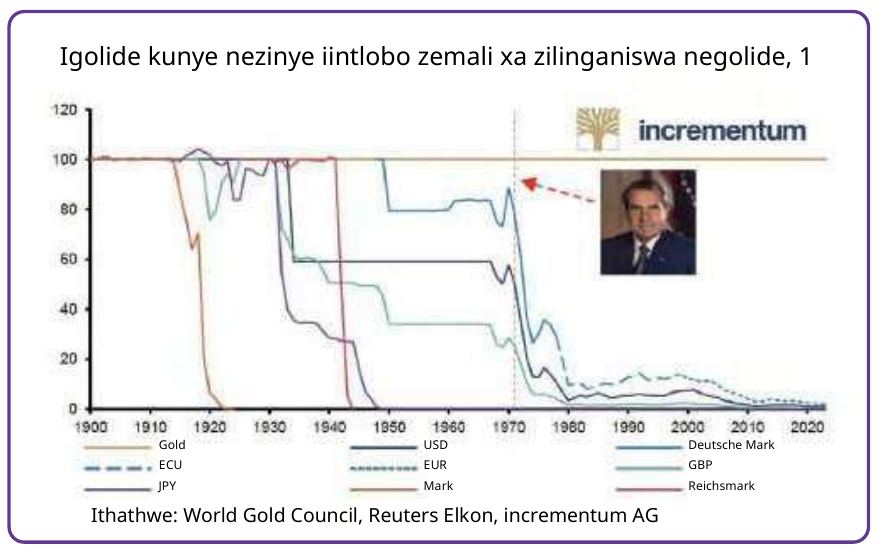 Igolide kunye nezinye iintlobo zemali xa zilinganiswa negolide, 1
incrementum
120
100
80
60
40
20
0
1900 1910 1920 1930 1940 1950 1960 1970 1980 1990 2000 2010 2020
Gold USD Deutsche Mark
ECU EUR GBP
JPY Mark Reichsmark
Ithathwe: World Gold Council, Reuters Elkon, incrementum AG